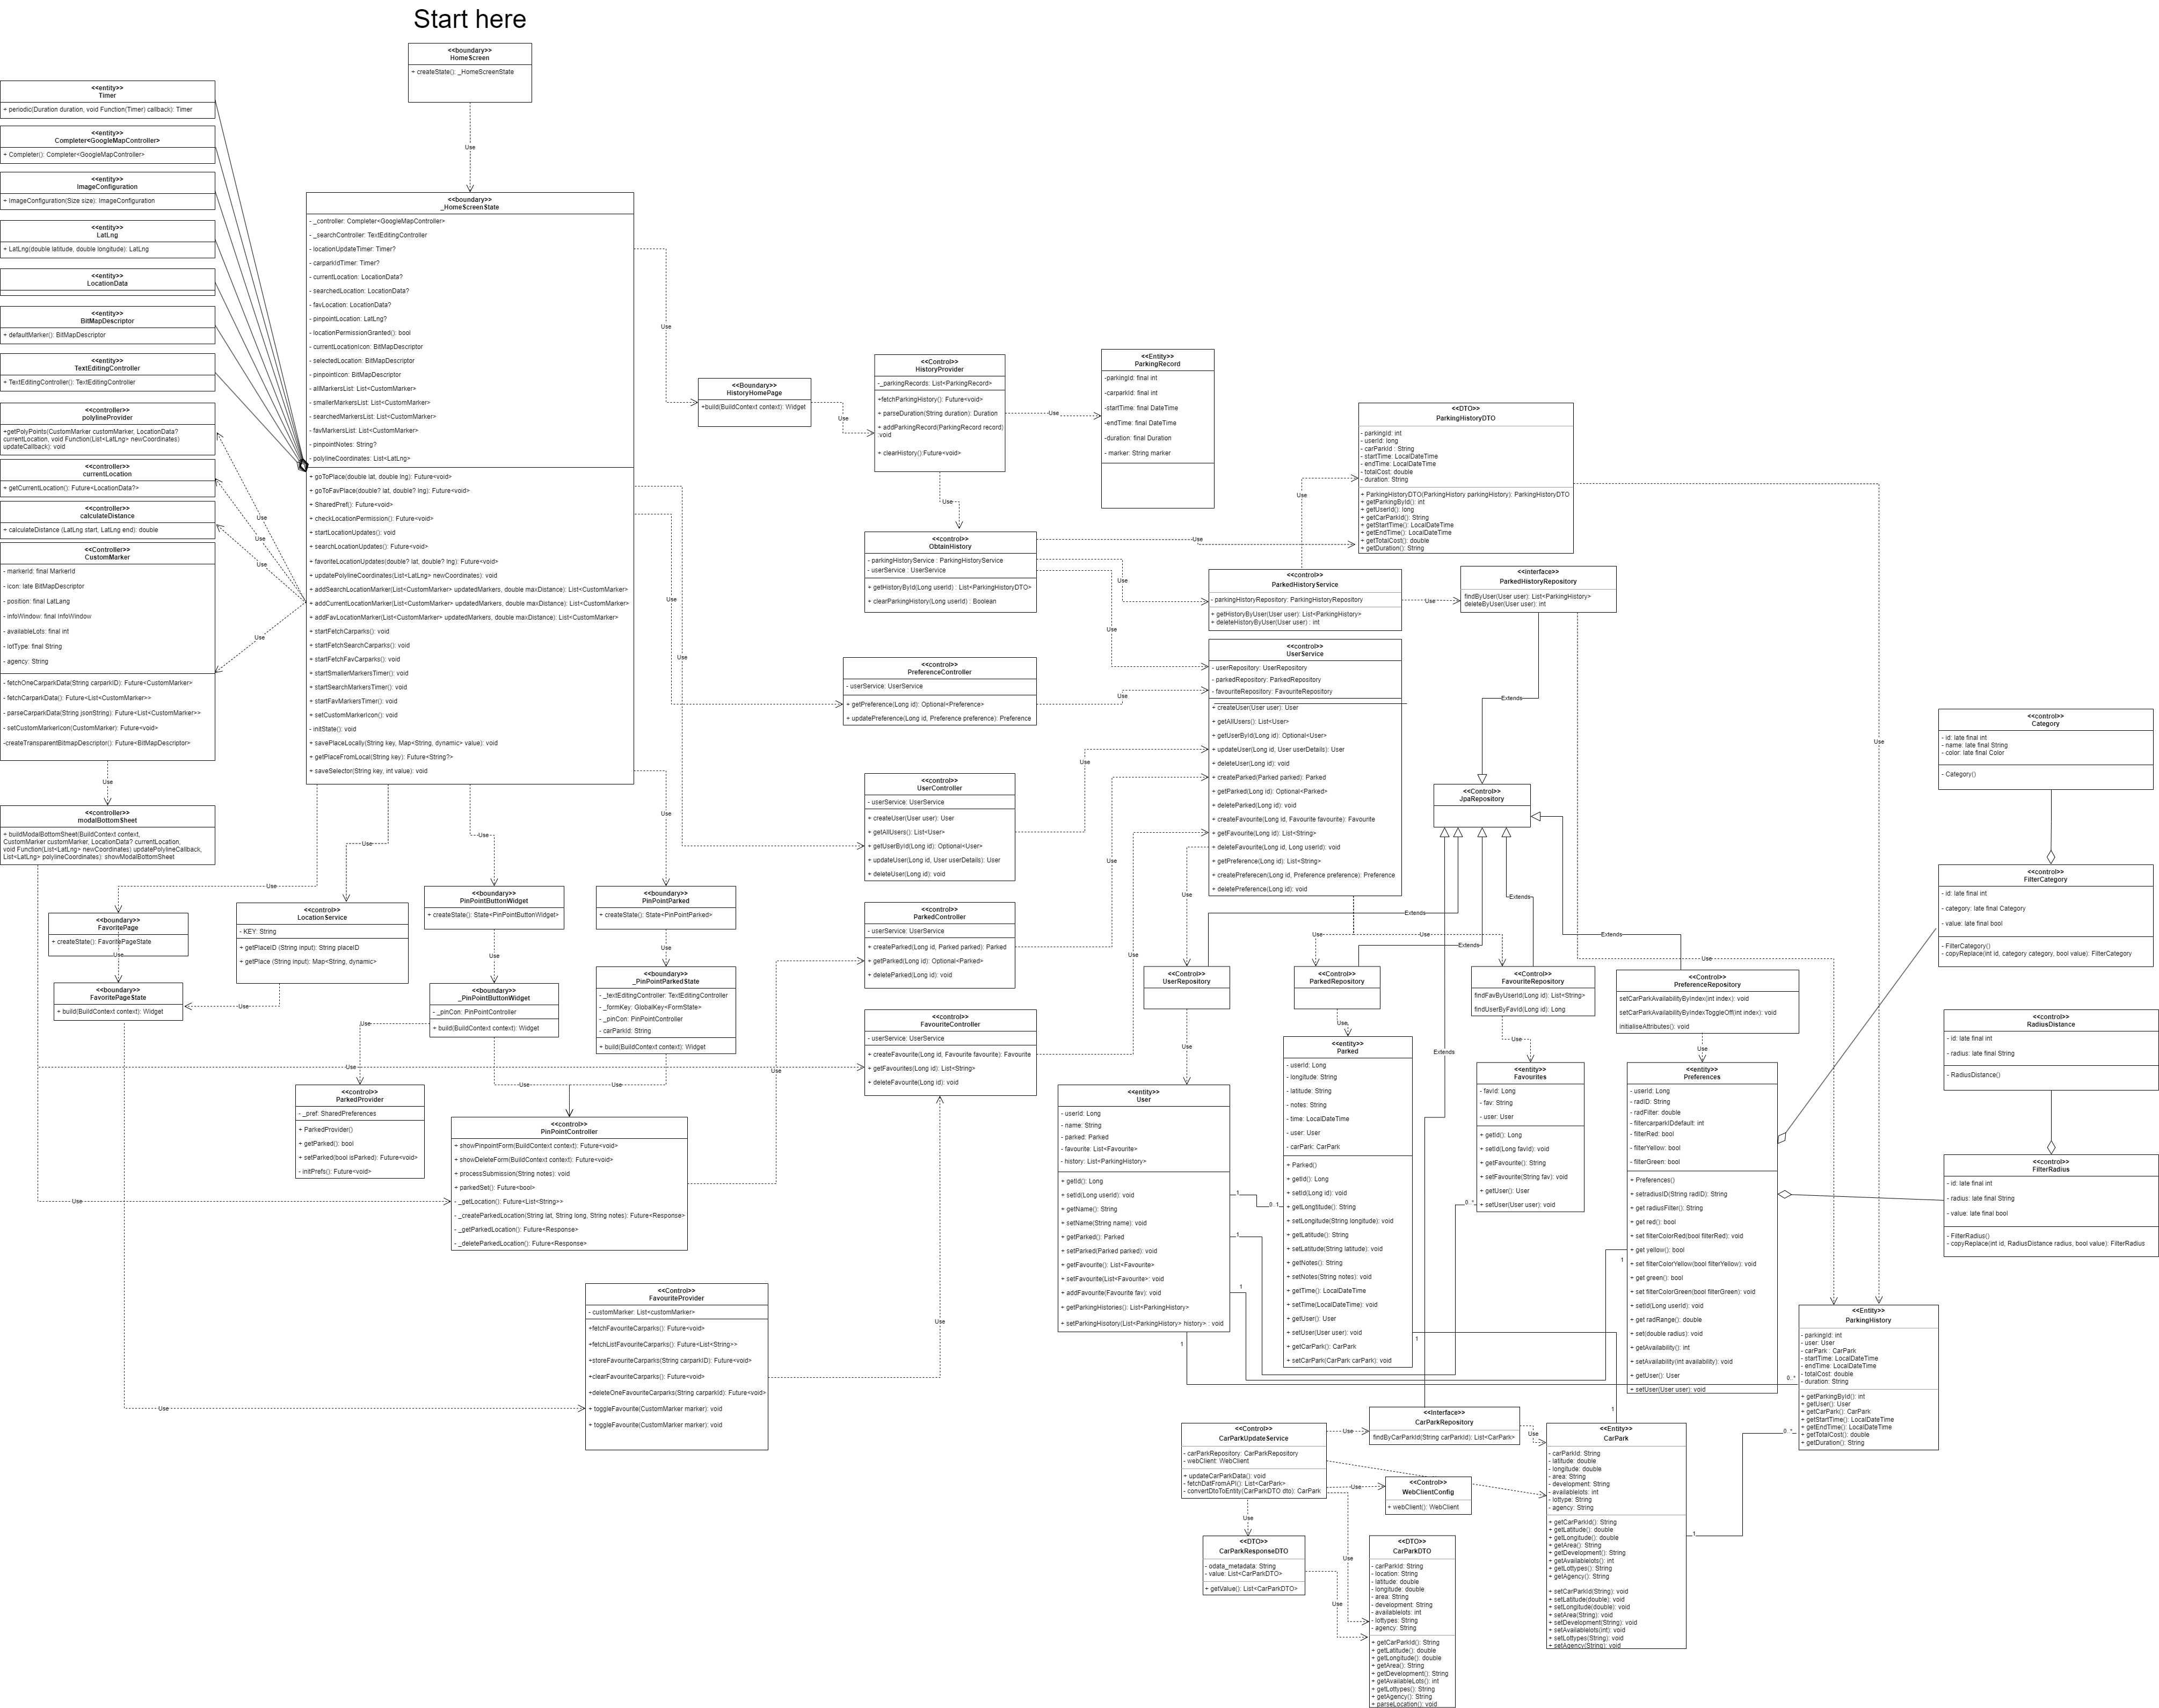 Start here
<<boundary>>
HomeScreen
+ createState(): _HomeScreenState
Use
<<entity>>
Timer
+ periodic(Duration duration, void Function(Timer) callback): Timer
<<entity>>
Completer<GoogleMapController>
+ Completer(): Completer<GoogleMapController>
<<entity>>
ImageConfiguration
+ ImageConfiguration(Size size): ImageConfiguration
<<entity>>
LatLng
+ LatLng(double latitude, double longitude): LatLng
<<entity>>
LocationData
<<entity>>
BitMapDescriptor
+ defaultMarker(): BitMapDescriptor
<<entity>>
TextEditingController
+ TextEditingController(): TextEditingController
<<controller>>
polylineProvider
+getPolyPoints(CustomMarker customMarker, LocationData?
currentLocation, void Function(List<LatLng> newCoordinates)
updateCallback): void
<<controller>>
currentLocation
+ getCurrentLocation(): Future<LocationData?>
<<controller>>
calculateDistance
+ calculateDistance (LatLng start, LatLng end): double
<<Controller>>
CustomMarker
- markerId: final MarkerId
- icon: late BitMapDescriptor
- position: final LatLang
- infoWindow: final InfoWindow
- availableLots: final int
- lotType: final String
- agency: String
- fetchOneCarparkData(String carparkID): Future<CustomMarker>
- fetchCarparkData(): Future<List<CustomMarker>>
- parseCarparkData(String jsonString): Future<List<CustomMarker>>
- setCustomMarkerIcon(CustomMarker): Future<void>
-createTransparentBitmapDescriptor(): Future<BitMapDescriptor>
Use
Use
Use
Use
Use
<<controller>>
modalBottomSheet
+ buildModalBottomSheet(BuildContext context,
CustomMarker customMarker, LocationData? currentLocation,
void Function(List<LatLng> newCoordinates) updatePolylineCallback,
List<LatLng> polylineCoordinates): showModalBottomSheet
<<boundary>>
_HomeScreenState
- _controller: Completer<GoogleMapController>
- _searchController: TextEditingController
- locationUpdateTimer: Timer?
- carparkIdTimer: Timer?
- currentLocation: LocationData?
- searchedLocation: LocationData?
- favLocation: LocationData?
- pinpointLocation: LatLng?
- locationPermissionGranted(): bool
- currentLocationIcon: BitMapDescriptor
- selectedLocation: BitMapDescriptor
- pinpointIcon: BitMapDescriptor
- allMarkersList: List<CustomMarker>
- smallerMarkersList: List<CustomMarker>
- searchedMarkersList: List<CustomMarker>
- favMarkersList: List<CustomMarker>
- pinpointNotes: String?
- polylineCoordinates: List<LatLng>
+ goToPlace(double lat, double lng): Future<void>
+ goToFavPlace(double? lat, double? lng): Future<void>
+ SharedPref(): Future<void>
+ checkLocationPermission(): Future<void>
+ startLocationUpdates(): void
+ searchLocationUpdates(): Future<void>
+ favoriteLocationUpdates(double? lat, double? lng): Future<void>
+ updatePolylineCoordinates(List<LatLng> newCoordinates): void
+ addSearchLocationMarker(List<CustomMarker> updatedMarkers, double maxDistance): List<CustomMarker>
+ addCurrentLocationMarker(List<CustomMarker> updatedMarkers, double maxDistance): List<CustomMarker>
+ addFavLocationMarker(List<CustomMarker> updatedMarkers, double maxDistance): List<CustomMarker>
+ startFetchCarparks(): void
+ startFetchSearchCarparks(): void
+ startFetchFavCarparks(): void
+ startSmallerMarkersTimer(): void
+ startSearchMarkersTimer(): void
+ startFavMarkersTimer(): void
+ setCustomMarkerIcon(): void
- initState(): void
+ savePlaceLocally(String key, Map<String, dynamic> value): void
+ getPlaceFromLocal(String key): Future<String?>
+ saveSelector(String key, int value): void
Use
Use
Use
Use
Use
Use
Use
Use
<<Boundary>>
HistoryHomePage
+build(BuildContext context): Widget
Use
<<Control>>
HistoryProvider
-_parkingRecords: List<ParkingRecord>
+fetchParkingHistory(): Future<void>
+ parseDuration(String duration): Duration
+ addParkingRecord(ParkingRecord record)
:void
+ clearHistory():Future<void>
Use
Use
<<Entity>>
ParkingRecord
-parkingId: final int
-carparkId: final int
-startTime: final DateTime
-endTime: final DateTime
-duration: final Duration
- marker: String marker
<<control>>
ObtainHistory
- parkingHistoryService : ParkingHistoryService
- userService : UserService
+ getHistoryById(Long userId) : List<ParkingHistoryDTO>
+ clearParkingHistory(Long userId) : Boolean
Use
Use
Use
Use
<<DTO>>
ParkingHistoryDTO
- parkingId: int
- userId: long
- carParkId : String
- startTime: LocalDateTime
- endTime: LocalDateTime
- totalCost: double
- duration: String
+ ParkingHistoryDTO(ParkingHistory parkingHistory): ParkingHistoryDTO
+ getParkingById(): int
+ getUserId(): long
+ getCarParkId(): String
+ getStartTime(): LocalDateTime
+ getEndTime(): LocalDateTime
+ getTotalCost(): double
+ getDuration(): String
Use
<<control>>
ParkedHistoryService
- parkingHistoryRepository: ParkingHistoryRepository
+ getHistoryByUser(User user): List<ParkingHistory>
+ deleteHistoryByUser(User user) : int
Use
<<interface>>
ParkedHistoryRepository
findByUser(User user): List<ParkingHistory>
deleteByUser(User user): int
Extends
Use
<<control>>
PreferenceController
- userService: UserService
+ getPreference(Long id): Optional<Preference>
+ updatePreference(Long id, Preference preference): Preference
Use
<<control>>
UserService
- userRepository: UserRepository
- parkedRepository: ParkedRepository
- favouriteRepository: FavouriteRepository
+ createUser(User user): User
+ getAllUsers(): List<User>
+ getUserById(Long id): Optional<User>
+ updateUser(Long id, User userDetails): User
+ deleteUser(Long id): void
+ createParked(Parked parked): Parked
+ getParked(Long id): Optional<Parked>
+ deleteParked(Long id): void
+ createFavourite(Long id, Favourite favourite): Favourite
+ getFavourite(Long id): List<String>
+ deleteFavourite(Long id, Long userId): void
+ getPreference(Long id): List<String>
+ createPreferecen(Long id, Preference preference): Preference
+ deletePreference(Long id): void
Use
Use
Use
<<control>>
UserController
- userService: UserService
+ createUser(User user): User
+ getAllUsers(): List<User>
+ getUserById(Long id): Optional<User>
+ updateUser(Long id, User userDetails): User
+ deleteUser(Long id): void
Use
<<control>>
ParkedController
- userService: UserService
+ createParked(Long id, Parked parked): Parked
+ getParked(Long id): Optional<Parked>
+ deleteParked(Long id): void
Use
<<control>>
FavouriteController
- userService: UserService
+ createFavourite(Long id, Favourite favourite): Favourite
+ getFavourites(Long id): List<String>
+ deleteFavourite(Long id): void
Use
<<Control>>
JpaRepository
Extends
Extends
Extends
Extends
Extends
<<control>>
Category
- id: late final int
- name: late final String
- color: late final Color
- Category()
<<control>>
FilterCategory
- id: late final int
- category: late final Category
- value: late final bool
- FilterCategory()
- copyReplace(int id, category category, bool value): FilterCategory
<<control>>
RadiusDistance
- id: late final int
- radius: late final String
- RadiusDistance()
<<control>>
FilterRadius
- id: late final int
- radius: late final String
- value: late final bool
- FilterRadius()
- copyReplace(int id, RadiusDistance radius, bool value): FilterRadius
<<boundary>>
FavoritePage
+ createState(): FavoritePageState
Use
<<boundary>>
FavoritePageState
+ build(BuildContext context): Widget
<<control>>
LocationService
- KEY: String
+ getPlaceID (String input): String placeID
+ getPlace (String input): Map<String, dynamic>
Use
<<boundary>>
PinPointButtonWidget
+ createState(): State<PinPointButtonWidget>
Use
<<boundary>>
_PinPointButtonWidget
- _pinCon: PinPointController
+ build(BuildContext context): Widget
Use
Use
<<boundary>>
PinPointParked
+ createState(): State<PinPointParked>
Use
<<boundary>>
_PinPointParkedState
- _textEditingController: TextEditingController
- _formKey: GlobalKey<FormState>
- _pinCon: PinPointController
- carParkId: String
+ build(BuildContext context): Widget
Use
Use
Use
<<control>>
ParkedProvider
- _pref: SharedPreferences
+ ParkedProvider()
+ getParked(): bool
+ setParked(bool isParked): Future<void>
- initPrefs(): Future<void>
<<control>>
PinPointController
+ showPinpointForm(BuildContext context): Future<void>
+ showDeleteForm(BuildContext context): Future<void>
+ processSubmission(String notes): void
+ parkedSet(): Future<bool>
- _getLocation(): Future<List<String>>
- _createParkedLocation(String lat, String long, String notes): Future<Response>
- _getParkedLocation(): Future<Response>
- _deleteParkedLocation(): Future<Response>
Use
<<Control>>
FavouriteProvider
- customMarker: List<customMarker>
+fetchFavouriteCarparks(): Future<void>
+fetchListFavouriteCarparks(): Future<List<String>>
+storeFavouriteCarparks(String carparkID): Future<void>
+clearFavouriteCarparks(): Future<void>
+deleteOneFavouriteCarparks(String carparkId): Future<void>
+ toggleFavourite(CustomMarker marker): void
+ toggleFavourite(CustomMarker marker): void
Use
Use
<<Control>>
UserRepository
Use
<<Control>>
ParkedRepository
Use
<<Control>>
FavouriteRepository
findFavByUserId(Long id): List<String>
findUserByFavId(Long id): Long
Use
<<Control>>
PreferenceRepository
setCarParkAvailabilityByIndex(int index): void
setCarParkAvailabilityByIndexToggleOff(int index): void
initialiseAttributes(): void
Use
<<entity>>
User
- userId: Long
- name: String
- parked: Parked
- favourite: List<Favourite>
- history: List<ParkingHistory>
+ getId(): Long
+ setId(Long userId): void
+ getName(): String
+ setName(String name): void
+ getParked(): Parked
+ setParked(Parked parked): void
+ getFavourite(): List<Favourite>
+ setFavourite(List<Favourite>: void
+ addFavourite(Favourite fav): void
+ getParkingHistories(): List<ParkingHistory>
+ setParkingHisotory(List<ParkingHistory> history> : void
1
0..1
1
0..*
1
1
1
0..*
<<entity>>
Parked
- userId: Long
- longitude: String
- latitude: String
- notes: String
- time: LocalDateTime
- user: User
- carPark: CarPark
+ Parked()
+ getId(): Long
+ setId(Long id): void
+ getLongtitude(): String
+ setLongitude(String longitude): void
+ getLatitude(): String
+ setLatitude(String latitude): void
+ getNotes(): String
+ setNotes(String notes): void
+ getTime(): LocalDateTime
+ setTime(LocalDateTime): void
+ getUser(): User
+ setUser(User user): void
+ getCarPark(): CarPark
+ setCarPark(CarPark carPark): void
1
1
<<entity>>
Favourites
- favId: Long
- fav: String
- user: User
+ getId(): Long
+ setId(Long favId): void
+ getFavourite(): String
+ setFavourite(String fav): void
+ getUser(): User
+ setUser(User user): void
<<entity>>
Preferences
- userId: Long
- radID: String
- radFilter: double
- filtercarparkIDdefault: int
- filterRed: bool
- filterYellow: bool
- filterGreen: bool
+ Preferences()
+ setradiusID(String radID): String
+ get radiusFilter(): String
+ get red(): bool
+ set filterColorRed(bool filterRed): void
+ get yellow(): bool
+ set filterColorYellow(bool filterYellow): void
+ get green(): bool
+ set filterColorGreen(bool filterGreen): void
+ setId(Long userId): void
+ get radRange(): double
+ set(double radius): void
+ getAvailability(): int
+ setAvailability(int availability): void
+ getUser(): User
+ setUser(User user): void
<<Entity>>
ParkingHistory
- parkingId: int
- user: User
- carPark : CarPark
- startTime: LocalDateTime
- endTime: LocalDateTime
- totalCost: double
- duration: String
+ getParkingById(): int
+ getUser(): User
+ getCarPark(): CarPark
+ getStartTime(): LocalDateTime
+ getEndTime(): LocalDateTime
+ getTotalCost(): double
+ getDuration(): String
<<Control>>
CarParkUpdateService
- carParkRepository: CarParkRepository
- webClient: WebClient
+ updateCarParkData(): void
- fetchDatFromAPI(): List<CarPark>
- convertDtoToEntity(CarParkDTO dto): CarPark
Use
Use
Use
Use
<<Interface>>
CarParkRepository
findByCarParkId(String carParkId): List<CarPark>
Use
<<Control>>
WebClientConfig
+ webClient(): WebClient
<<DTO>>
CarParkResponseDTO
- odata_metadata: String
- value: List<CarParkDTO>
+ getValue(): List<CarParkDTO>
Use
<<DTO>>
CarParkDTO
- carParkId: String
- location: String
- latitude: double
- longitude: double
- area: String
- development: String
- availablelots: int
- lottypes: String
- agency: String
+ getCarParkId(): String
+ getLatitude(): double
+ getLongitude(): double
+ getArea(): String
+ getDevelopment(): String
+ getAvailableLots(): int
+ getLottypes(): String
+ getAgency(): String
+ parseLocation(): void
<<Entity>>
CarPark
- carParkId: String
- latitude: double
- longitude: double
- area: String
- development: String
- availablelots: int
- lottype: String
- agency: String
+ getCarParkId(): String
+ getLatitude(): double
+ getLongitude(): double
+ getArea(): String
+ getDevelopment(): String
+ getAvailablelots(): int
+ getLottypes(): String
+ getAgency(): String
+ setCarParkId(String): void
+ setLatitude(double): void
+ setLongitude(double): void
+ setArea(String): void
+ setDevelopment(String): void
+ setAvailablelots(int): void
+ setLottypes(String): void
+ setAgency(String): void
1
0..*